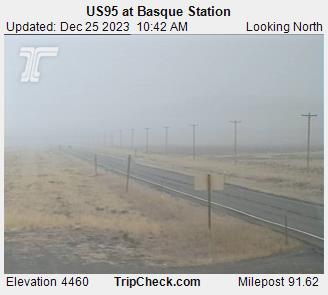 US95 at Basque Station
Updated: Dec 25 2023 10:42 AM Looking North
Elevation 4460 TripCheck.com Milepost 91.62